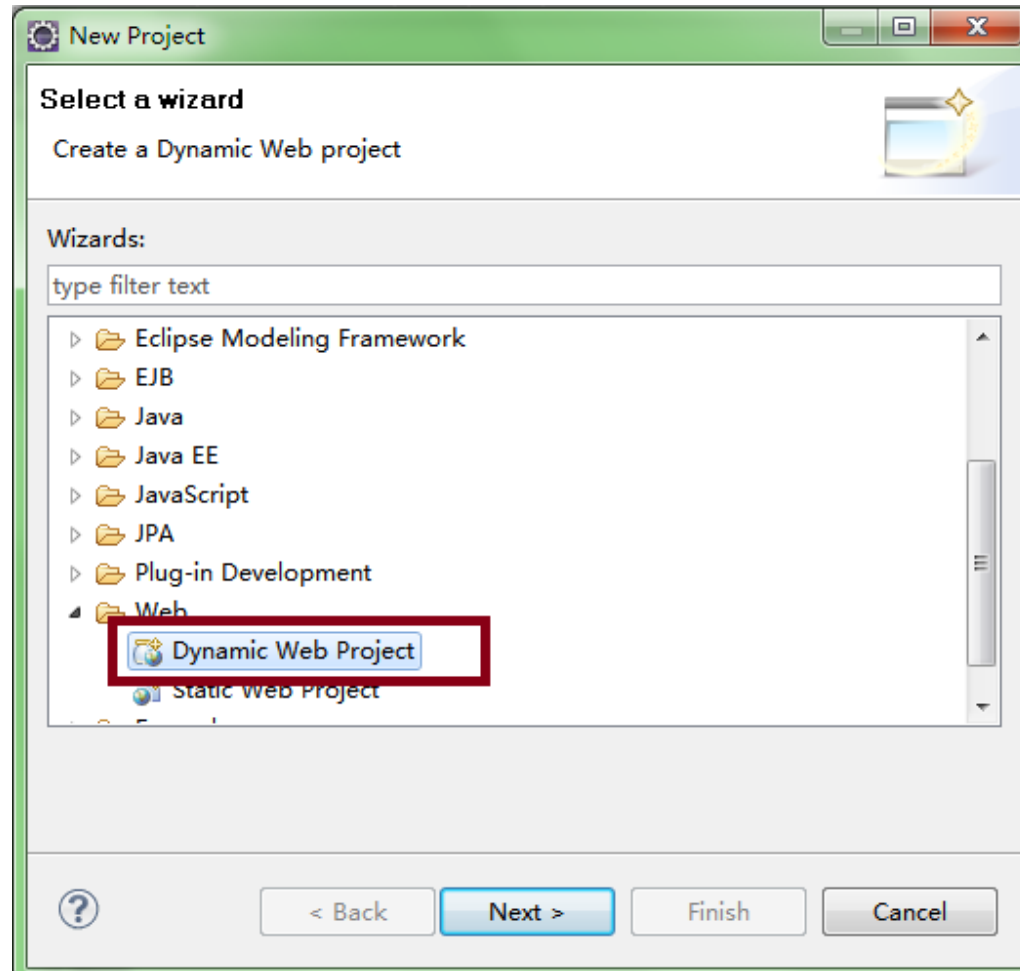 New Project
Select a wizard
Create a Dynamic Web project
Wizards:
type filter text
Eclipse Modeling Framework
EJB
Java
Java EE
JavaScript
JPA
Plug-in Development
Web
Dynamic Web Project
Static Web Project
< Back Next > Finish Cancel